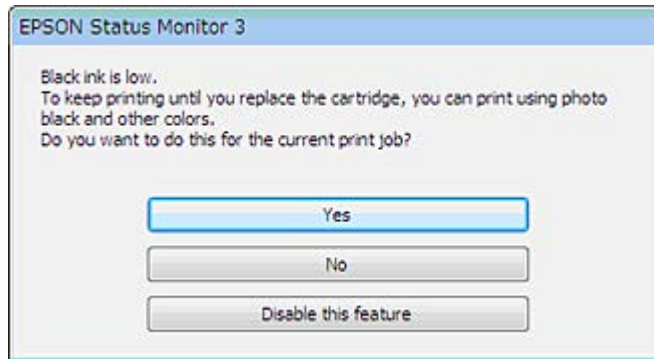 EPSON Status Monitor 3
Black ink is low.
To keep printing until you replace the cartridge, you can print using photo
black and other colors.
Do you want to do this for the current print job?
Yes
No
Disable this feature